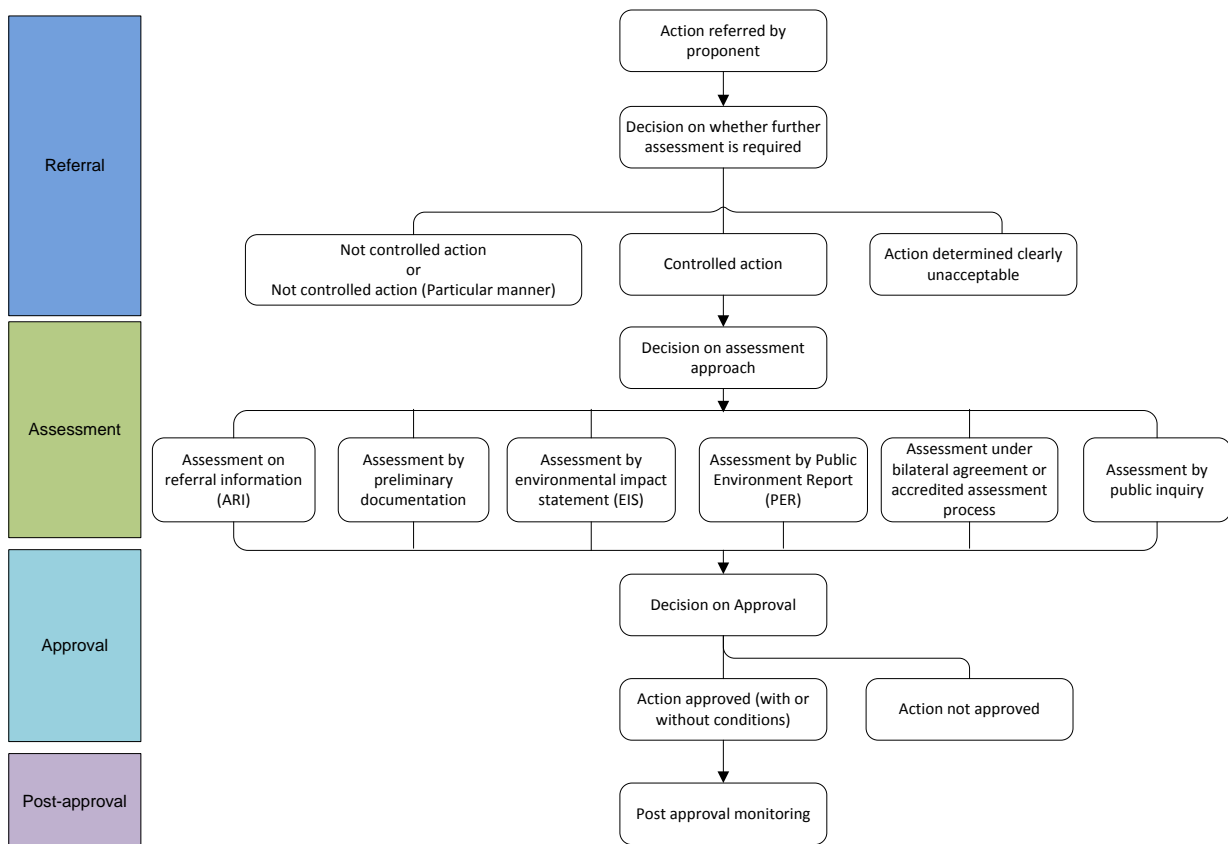 Referral
Action referred by
proponent
Decision on whether further
assessment is required
Not controlled action
or
Not controlled action (Particular manner)
Controlled action
Action determined clearly
unacceptable
Assessment
Decision on assessment
approach
Assessment on
referral information
(ARI)
Assessment by
preliminary
documentation
Assessment by
environmental impact
statement (EIS)
Assessment by Public
Environment Report
(PER)
Assessment under
bilateral agreement or
accredited assessment
process
Assessment by
public inquiry
Approval
Decision on Approval
Action approved (with or
without conditions)
Action not approved
Post-approval
Post approval monitoring